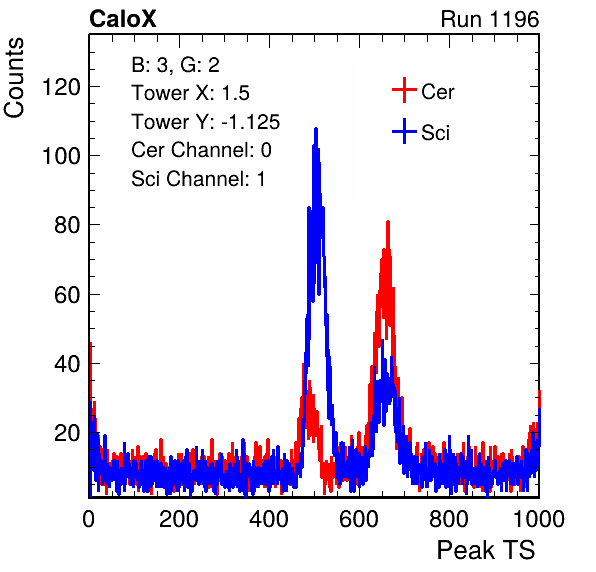 CaloX Run 1196
Counts
B: 3, G: 2
Tower X: 1.5
Tower Y: -1.125
Cer Channel: 0
Sci Channel: 1
Cer
Sci
120
100
80
60
40
20
0 200 400 600 800 1000
Peak TS